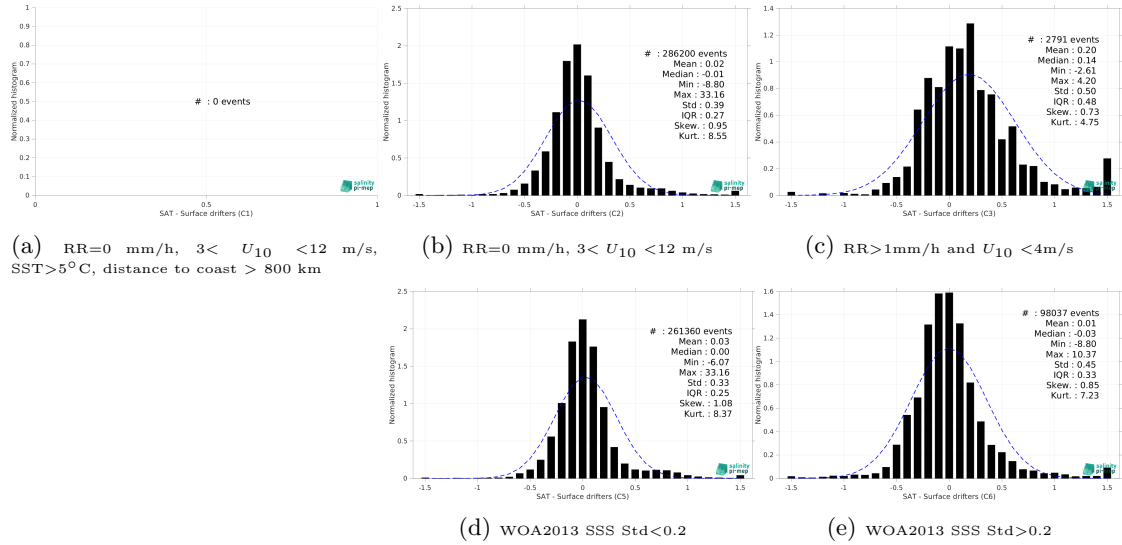 1
0.9
0.8
0.7
0.6
0.5
0.4
0.3
0.2
0.1
0
Normalized histogram
# : 0 events
0 0.5 1
SAT - Surface drifters (C1)
salinity
pi-mep
(a) RR=0 mm/h, 3< U10 <12 m/s,
SST>5°C, distance to coast > 800 km
2.5
2
1.5
1
0.5
0
Normalized histogram
# : 286200 events
Mean : 0.02
Median : -0.01
Min : -8.80
Max : 33.16
Std : 0.39
IQR : 0.27
Skew. : 0.95
Kurt. : 8.55
-1.5 -1 -0.5 0 0.5 1 1.5
SAT - Surface drifters (C2)
salinity
pi-mep
(b) RR=0 mm/h, 3< U10 <12 m/s
1.4
1.2
1
0.8
0.6
0.4
0.2
0
Normalized histogram
# : 2791 events
Mean : 0.20
Median : 0.14
Min : -2.61
Max : 4.20
Std : 0.50
IQR : 0.48
Skew. : 0.73
Kurt. : 4.75
-1.5 -1 -0.5 0 0.5 1 1.5
SAT - Surface drifters (C3)
salinity
pi-mep
(c) RR>1mm/h and U10 <4m/s
2.5
2
1.5
1
0.5
0
Normalized histogram
# : 261360 events
Mean : 0.03
Median : 0.00
Min : -6.07
Max : 33.16
Std : 0.33
IQR : 0.25
Skew. : 1.08
Kurt. : 8.37
-1.5 -1 -0.5 0 0.5 1 1.5
SAT - Surface drifters (C5)
salinity
pi-mep
(d) WOA2013 SSS Std<0.2
1.6
1.4
1.2
1
0.8
0.6
0.4
0.2
0
Normalized histogram
# : 98037 events
Mean : 0.01
Median : -0.03
Min : -8.80
Max : 10.37
Std : 0.45
IQR : 0.33
Skew. : 0.85
Kurt. : 7.23
-1.5 -1 -0.5 0 0.5 1 1.5
SAT - Surface drifters (C6)
salinity
pi-mep
(e) WOA2013 SSS Std>0.2